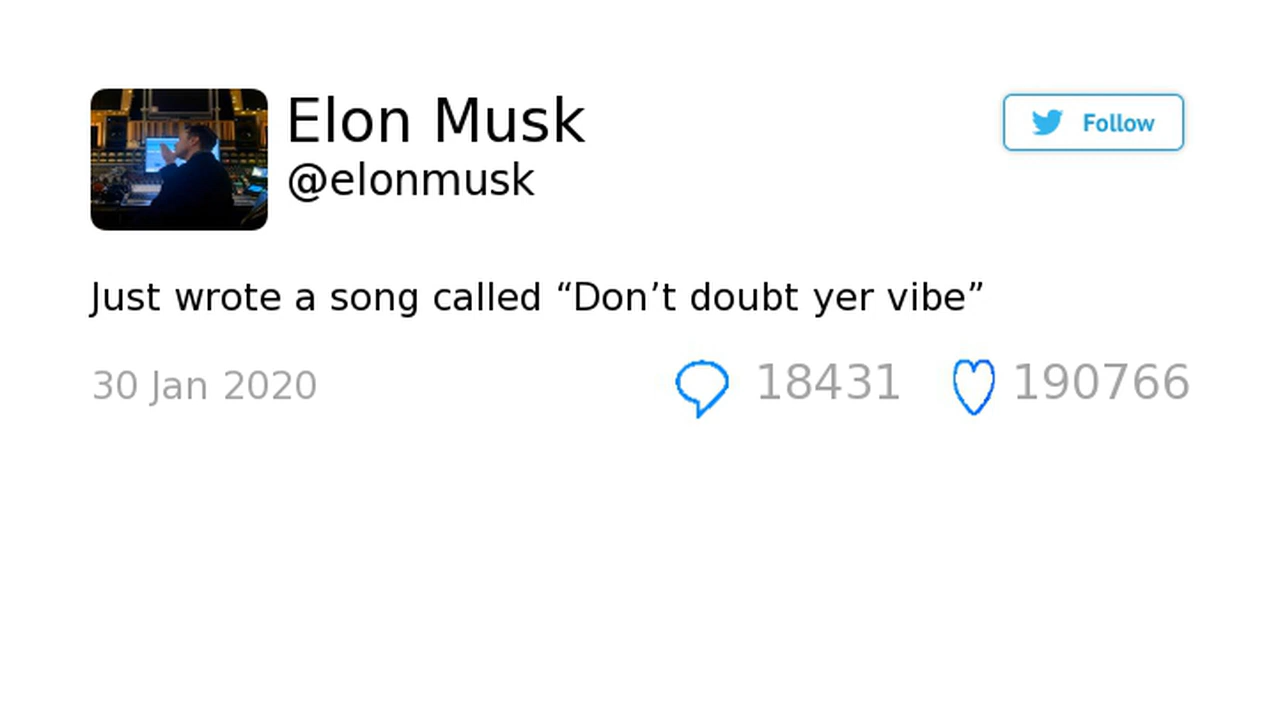 Elon Musk
@elonmusk
Follow
Just wrote a song called “Don’t doubt yer vibe”
30 Jan 2020
18431
190766